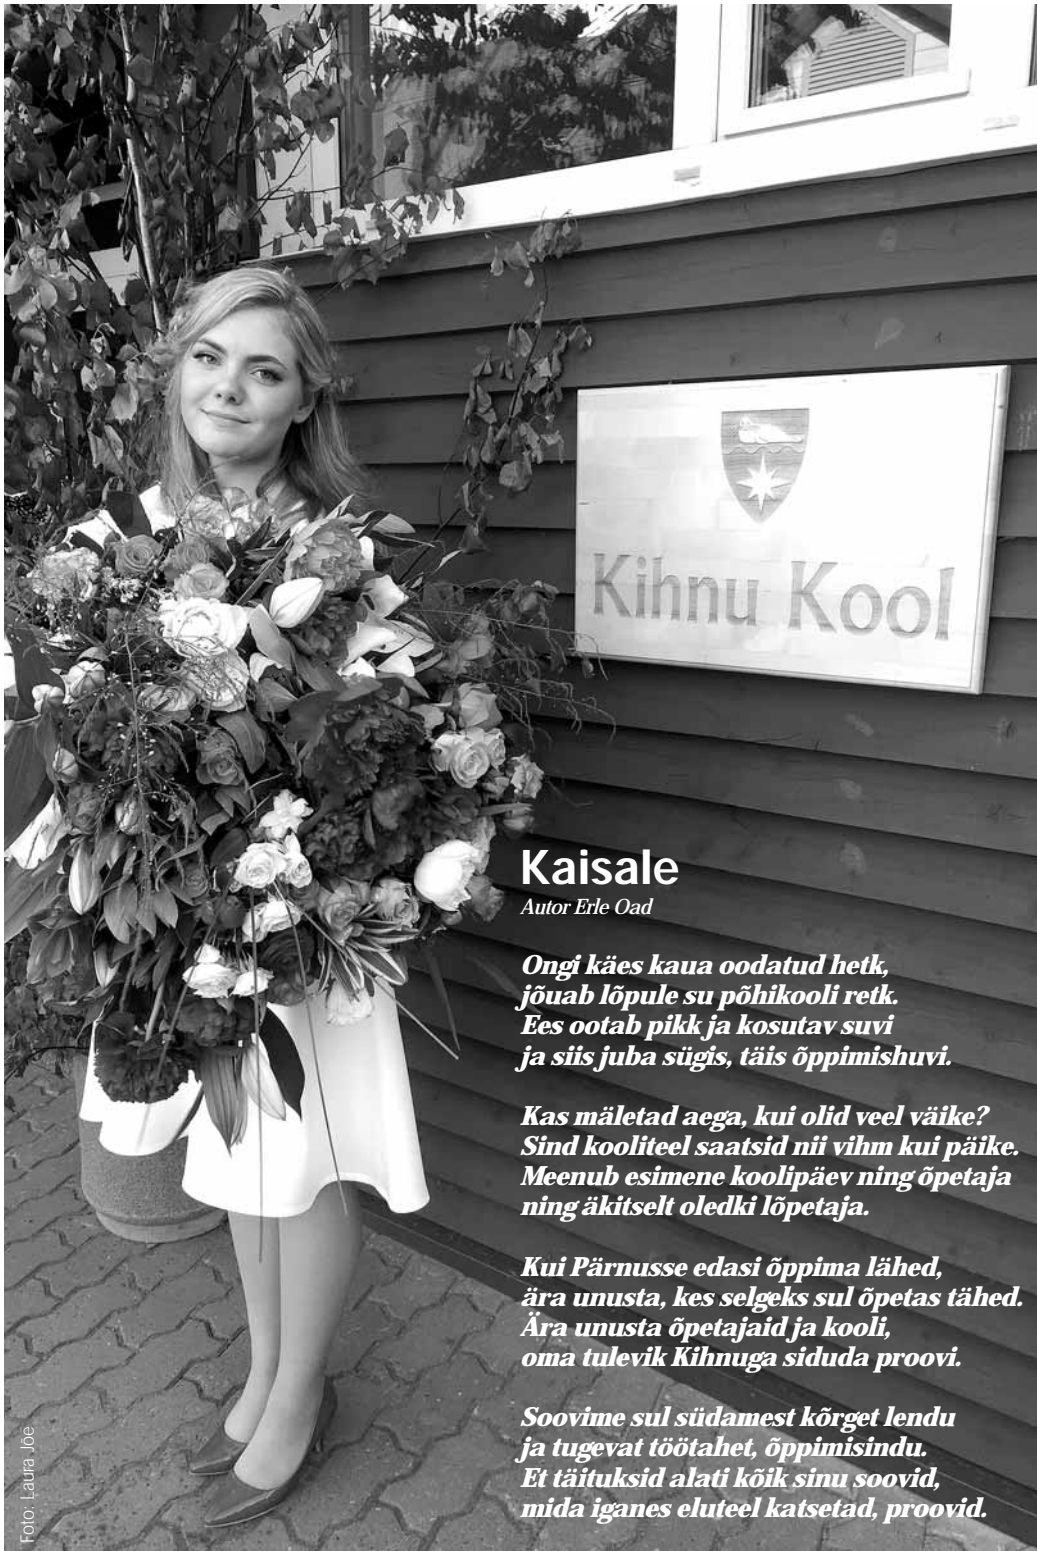 Kihnu Kool
Kaisale
Autor Erle Oad
Ongi käes kaua oodatud hetk,
jõuab lõpule su põhikooli retk.
Ees ootab pikk ja kosutav suvi
ja siis juba sügis, täis õppimishuvi.
Kas mäletad aega, kui olid veel väike?
Sind kooliteel saatsid nii vihm kui päike.
Meenub esimene koolipäev ning õpetaja
ning äkitselt oledki lõpetaja.
Kui Pärnusse edasi õppima lähed,
ära unusta, kes selgeks sul õpetas tähed.
Ära unusta õpetajaid ja kooli,
oma tulevik Kihnuga siduda proovi.
Soovime sul südamest kõrget lendu
ja tugevat töötahet, õppimisindu.
Et täituksid alati kõik sinu soovid,
mida iganes eluteel katsetad, proovid.
Foto: Laura Jõe